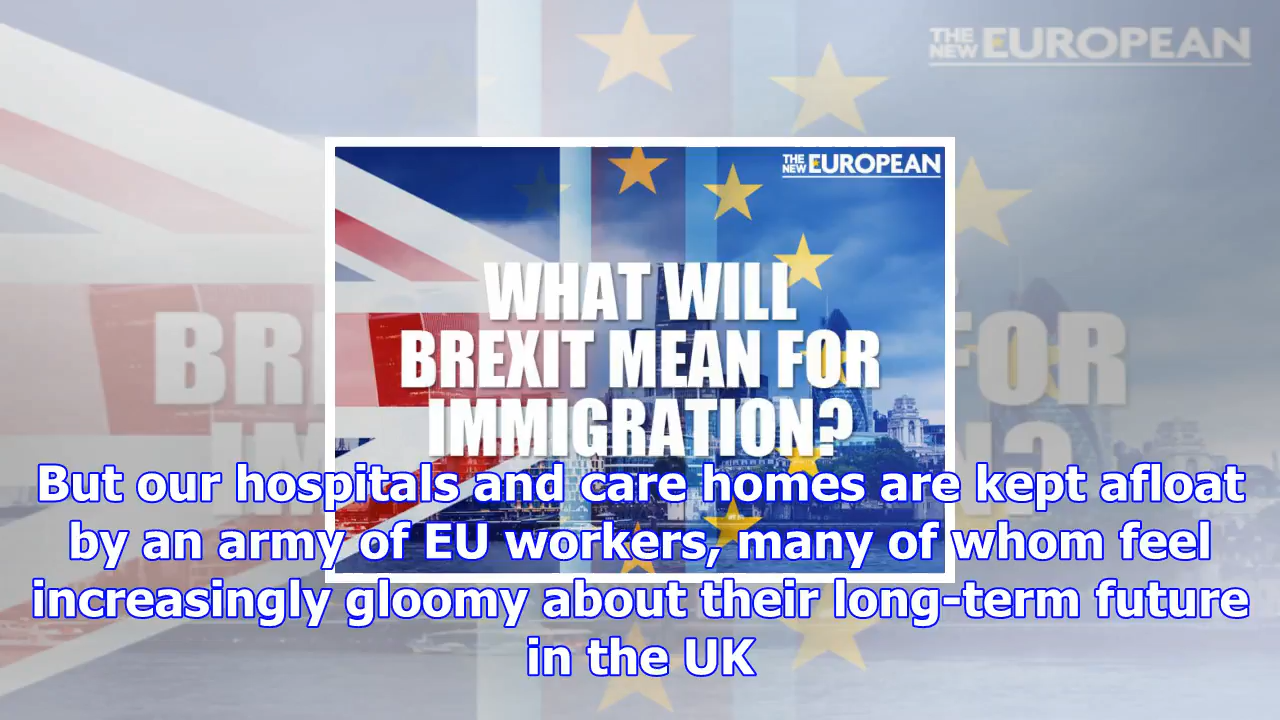 THE NEW EUROPEAN
THE NEW EUROPEAN
WHAT WILL
BREXIT MEAN FOR
IMMIGRATION?
But our hospitals and care homes are kept afloat
by an army of EU workers, many of whom feel
increasingly gloomy about their long-term future
in the UK